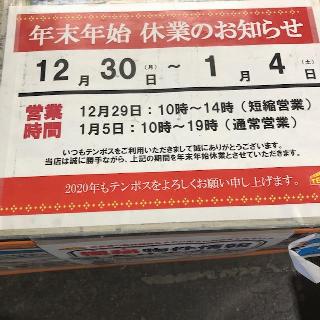 年末年始 休業のお知らせ
12月30日(月)～1月4日(土)
営業時間
12月29日:10時～14時(短縮営業)
1月5日:10時～19時(通常営業)
いつもテンポスをご利用いただきまして誠にありがとうございます。
当店は誠に勝手ながら、上記の期間を年末年始休業とさせていただきます。
2020年もテンポスをよろしくお願い申し上げます。